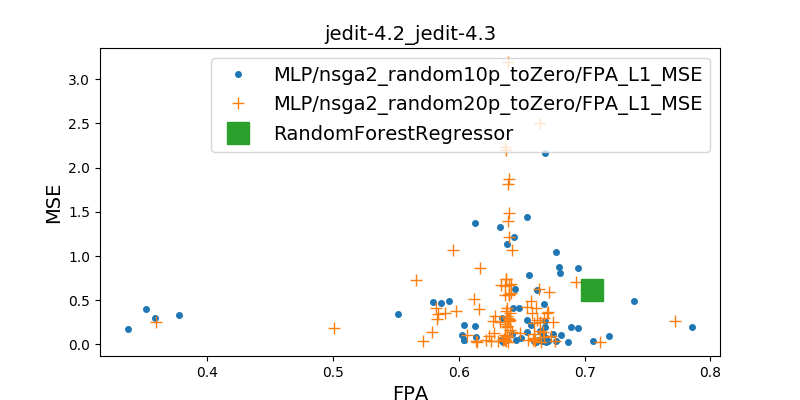 jedit-4.2_jedit-4.3
MLP/nsga2_random10p_toZero/FPA_L1_MSE
MLP/nsga2_random20p_toZero/FPA_L1_MSE
RandomForestRegressor
MSE
3.0
2.5
2.0
1.5
1.0
0.5
0.0
0.4 0.5 0.6 0.7 0.8
FPA